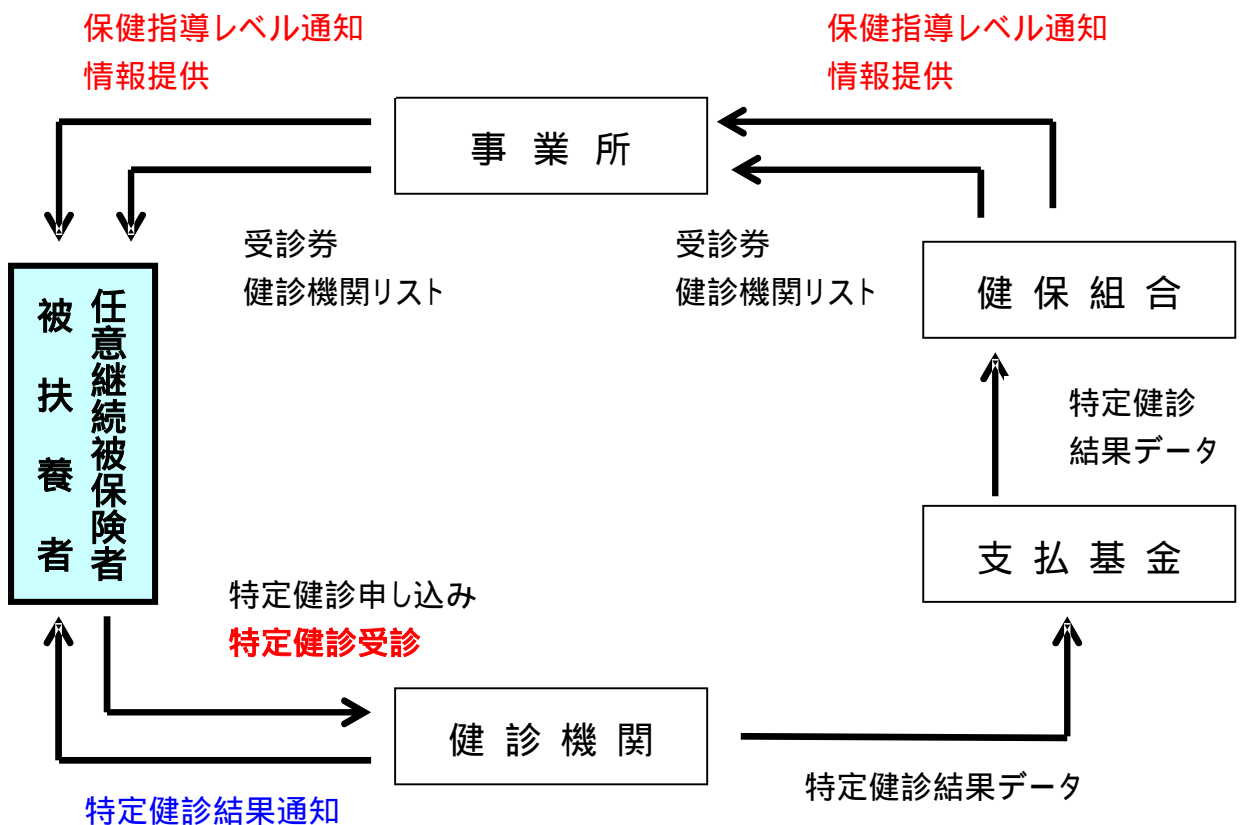 保健指導レベル通知
情報提供
保健指導レベル通知
情報提供
事業所
受診券
健診機関リスト
受診券
健診機関リスト
健保組合
任意継続被保険者
被扶養者
特定健診
結果データ
支払基金
特定健診申し込み
特定健診受診
健診機関
特定健診結果データ
特定健診結果通知